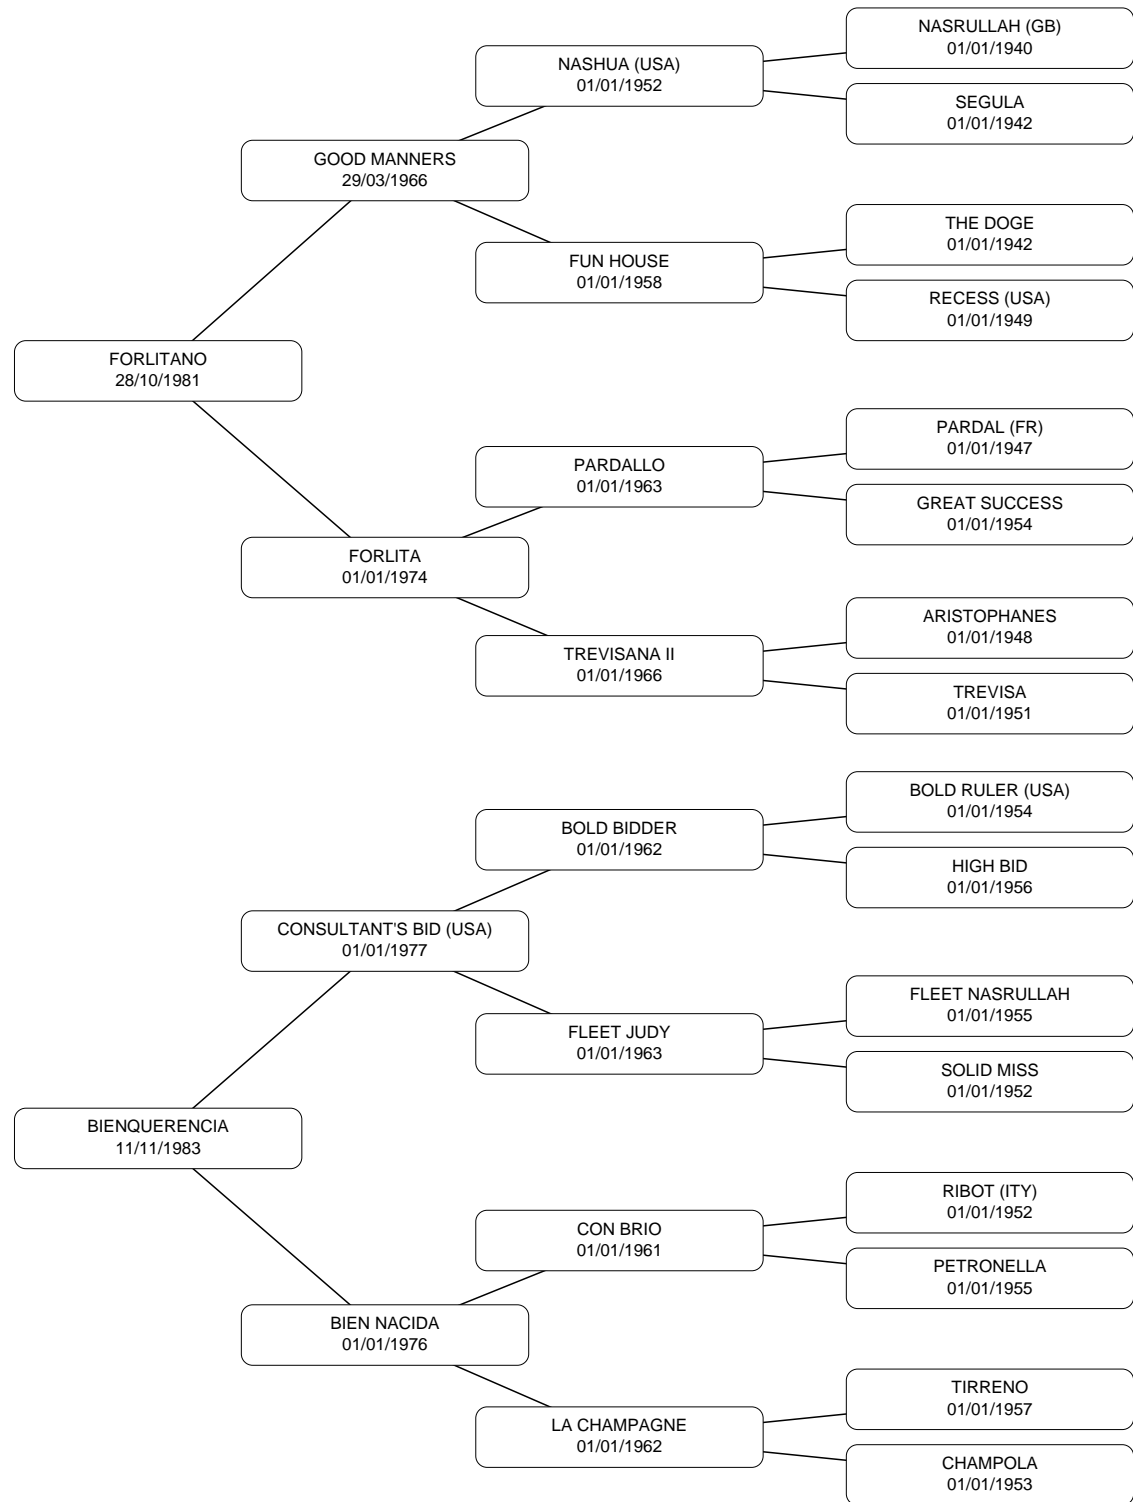 NASRULLAH (GB)
01/01/1940
NASHUA (USA)
01/01/1952
SEGULA
01/01/1942
GOOD MANNERS
29/03/1966
THE DOGE
01/01/1942
FUN HOUSE
01/01/1958
RECESS (USA)
01/01/1949
FORLITANO
28/10/1981
PARDAL (FR)
01/01/1947
PARDALLO
01/01/1963
GREAT SUCCESS
01/01/1954
FORLITA
01/01/1974
ARISTOPHANES
01/01/1948
TREVISANA II
01/01/1966
TREVISA
01/01/1951
BOLD RULER (USA)
01/01/1954
BOLD BIDDER
01/01/1962
HIGH BID
01/01/1956
CONSULTANT'S BID (USA)
01/01/1977
FLEET NASRULLAH
01/01/1955
FLEET JUDY
01/01/1963
SOLID MISS
01/01/1952
BIENQUERENCIA
11/11/1983
RIBOT (ITY)
01/01/1952
CON BRIO
01/01/1961
PETRONELLA
01/01/1955
BIEN NACIDA
01/01/1976
TIRRENO
01/01/1957
LA CHAMPAGNE
01/01/1962
CHAMPOLA
01/01/1953